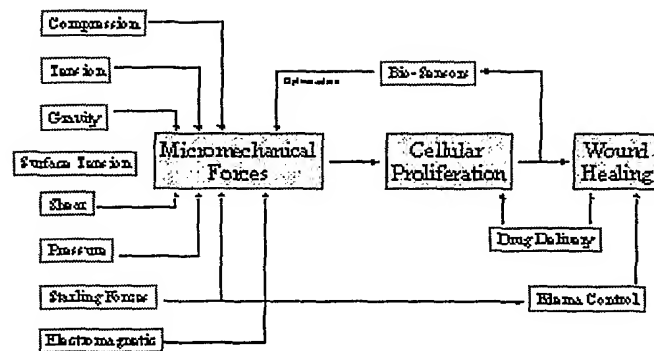 Compression
Tension
Bio-Sensors
Gravity
Micromechanical
Forces
Cellular
Proliferation
Wound
Healing
Surface Tension
Shear
Drug Delivery
Pressure
Starling Forces
Edema Control
Electromagnetic